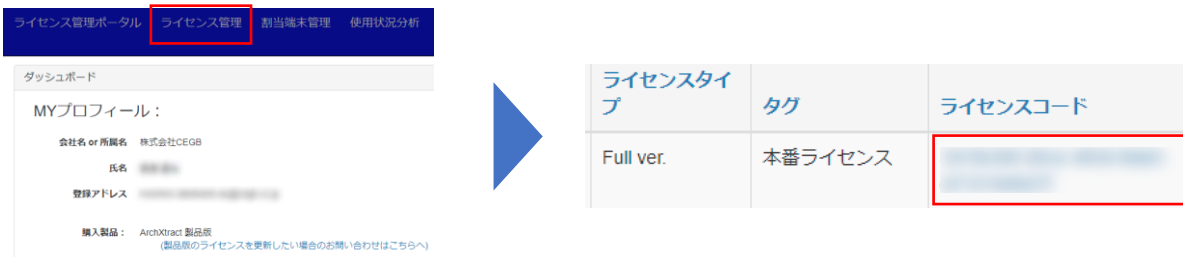 ライセンス管理ポータル ライセンス管理 割当端末管理 使用状況分析
ダッシュボード
MYプロフィール：
会社名 or 所属名 株式会社CEGB
氏名
登録アドレス
購入製品： ArchXtract 製品版
(製品版のライセンスを更新したい場合のお問い合わせはこちらへ)
ライセンスタイ
プ
タグ
ライセンスコード
Full ver.
本番ライセンス